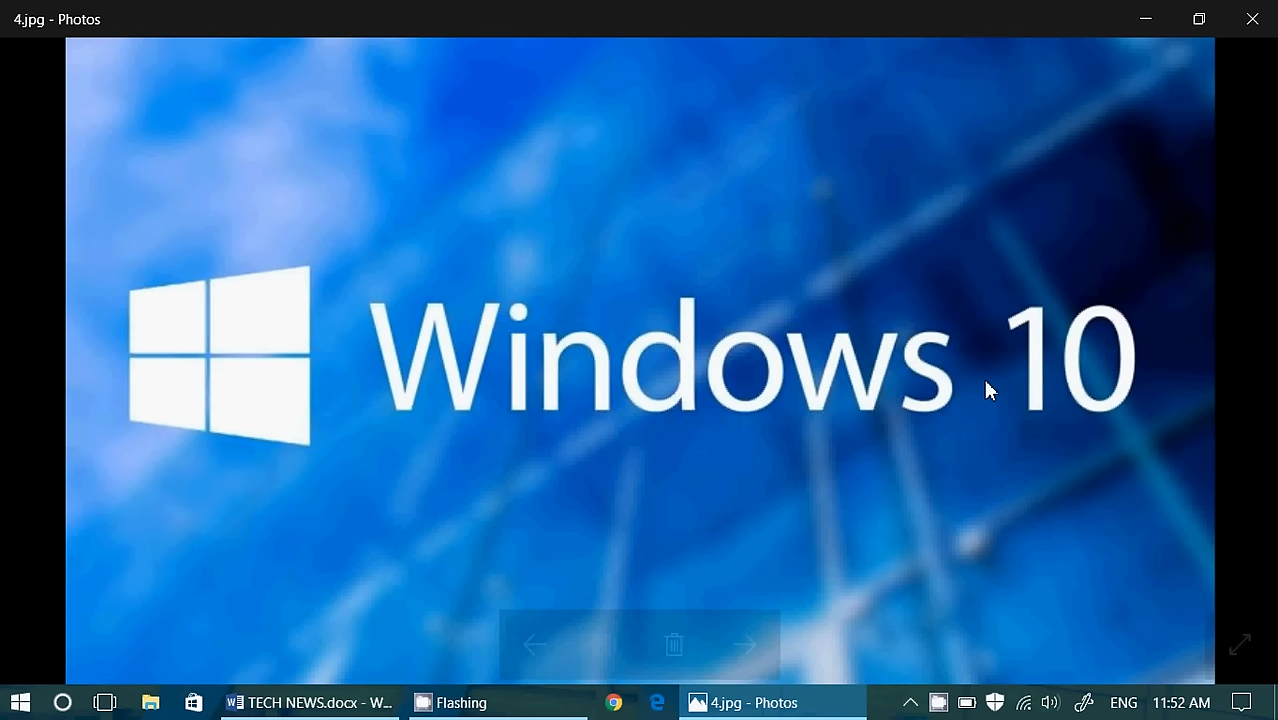 4.jpg - Photos
Windows 10
TECH NEWS.docx - W...
Flashing
4.jpg - Photos
ENG
11:52 AM